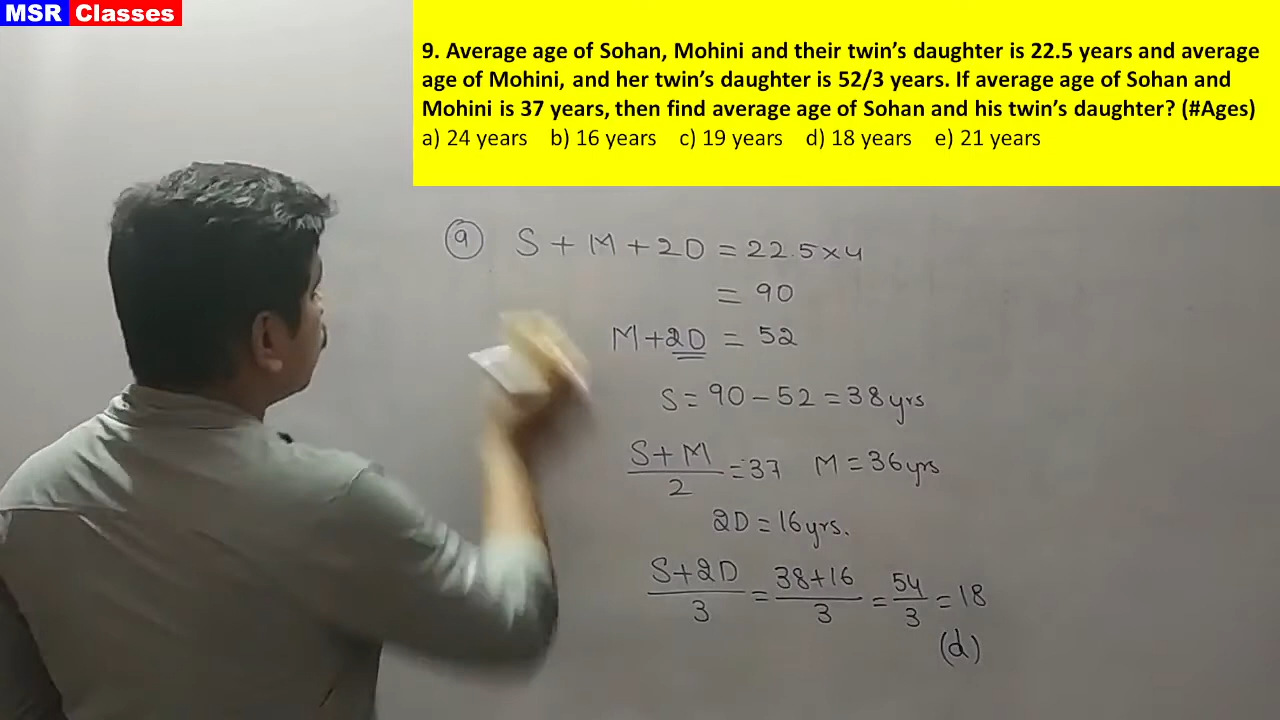 MSR Classes
9. Average age of Sohan, Mohini and their twin's daughter is 22.5 years and average
age of Mohini, and her twin's daughter is 52/3 years. If average age of Sohan and
Mohini is 37 years, then find average age of Sohan and his twin's daughter? (#Ages)
a) 24 years b) 16 years c) 19 years d) 18 years e) 21 years
9 S + M + 2D = 22.5 × 4
= 90
M + 2D = 52
S = 90 - 52 = 38 yrs
S + M / 2 = 37 M = 36 yrs
2D = 16 yrs.
S + 2D / 3 = 38 + 16 / 3 = 54 / 3 = 18
(d)